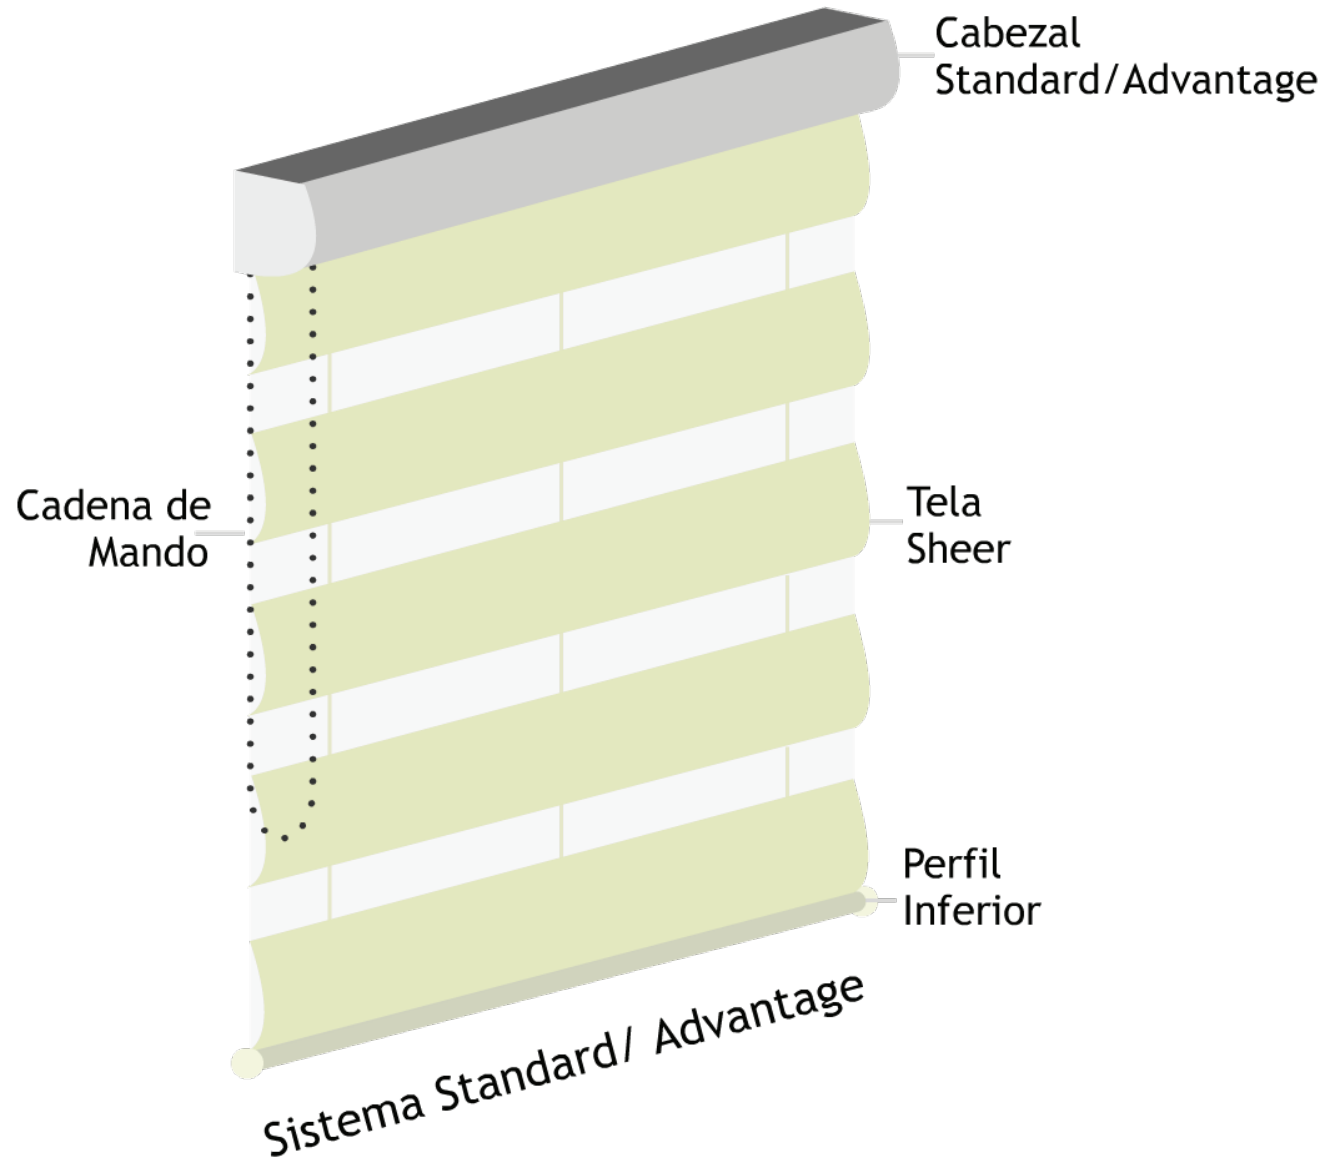 Cabezal
Standard/Advantage
Cadena de
Mando
Tela
Sheer
Perfil
Inferior
Sistema Standard/ Advantage